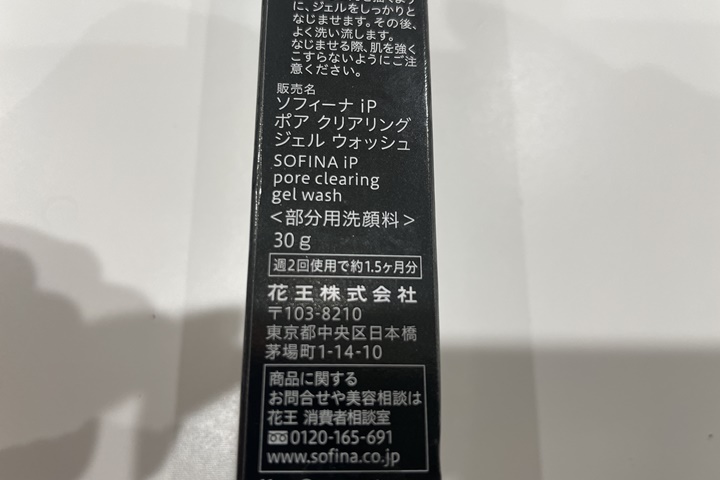 に、ジェルをしっかりと
なじませます。その後、
よく洗い流します。
なじませる際、肌を強く
こすらないようにご注
意ください。
販売名
ソフィーナ iP
ポア クリアリング
ジェル ウォッシュ
SOFINA iP
pore clearing
gel wash
＜部分用洗顔料＞
30g
週2回使用で約1.5ヶ月分
花王株式会社
〒103-8210
東京都中央区日本橋
茅場町1-14-10
商品に関する
お問合せや美容相談は
花王 消費者相談室
0120-165-691
www.sofina.co.jp